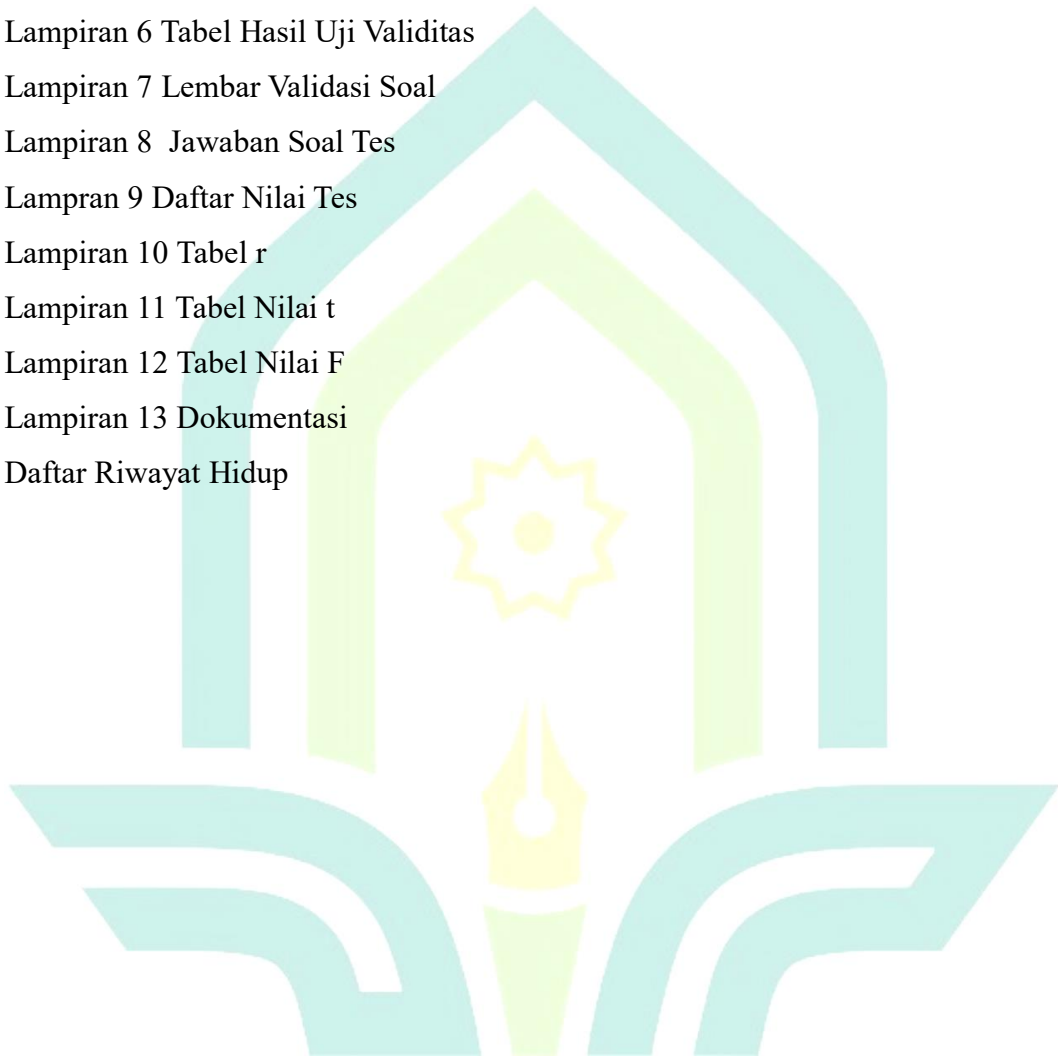 Lampiran 6 Tabel Hasil Uji Validitas
Lampiran 7 Lembar Validasi Soal
Lampiran 8  Jawaban Soal Tes
Lampran 9 Daftar Nilai Tes
Lampiran 10 Tabel r
Lampiran 11 Tabel Nilai t
Lampiran 12 Tabel Nilai F
Lampiran 13 Dokumentasi
Daftar Riwayat Hidup